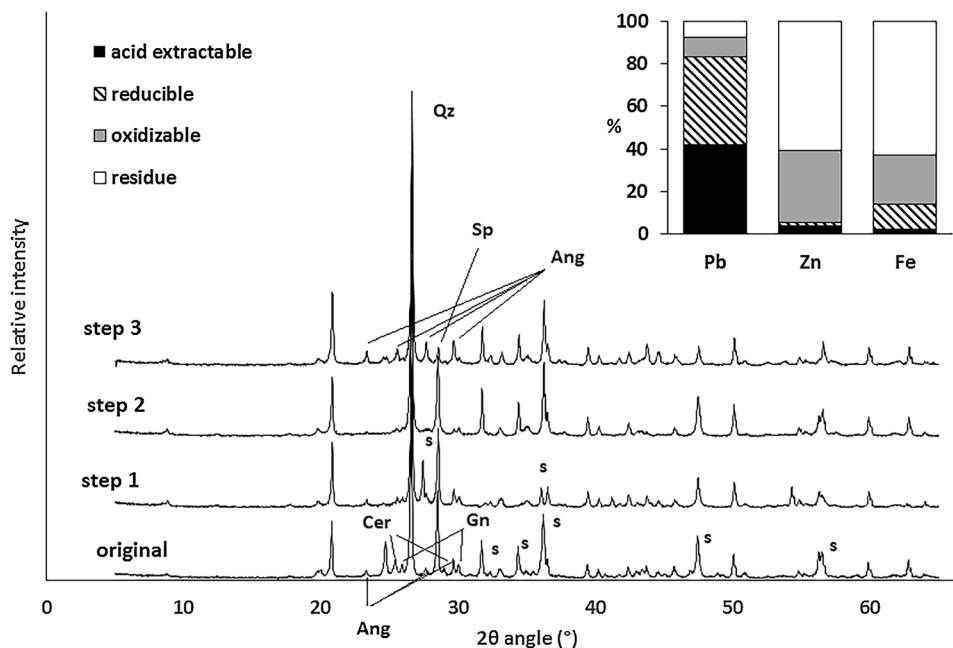 acid extractable
reducible
oxidizable
residue
100
80
60
%
40
20
0
Pb Zn Fe
Qz
Sp
Ang
Relative intensity
step 3
step 2
s
step 1
s
Cer Gn
s
original
s s s s
Ang
0 10 20 30 40 50 60
2θ angle (°)